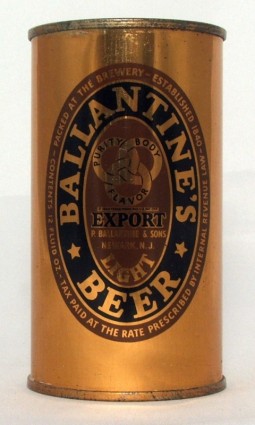 PACKED AT THE BREWERY - ESTABLISHED 1840 -
CONTENTS 12 FLUID OZ - TAX PAID AT THE RATE PRESCRIBED BY INTERNAL REVENUE LAW -
BALLANTINE'S
PURITY BODY
FLAVOR
EXPORT
P. BALLANTINE & SONS
NEWARK, N.J.
LIGHT
BEER